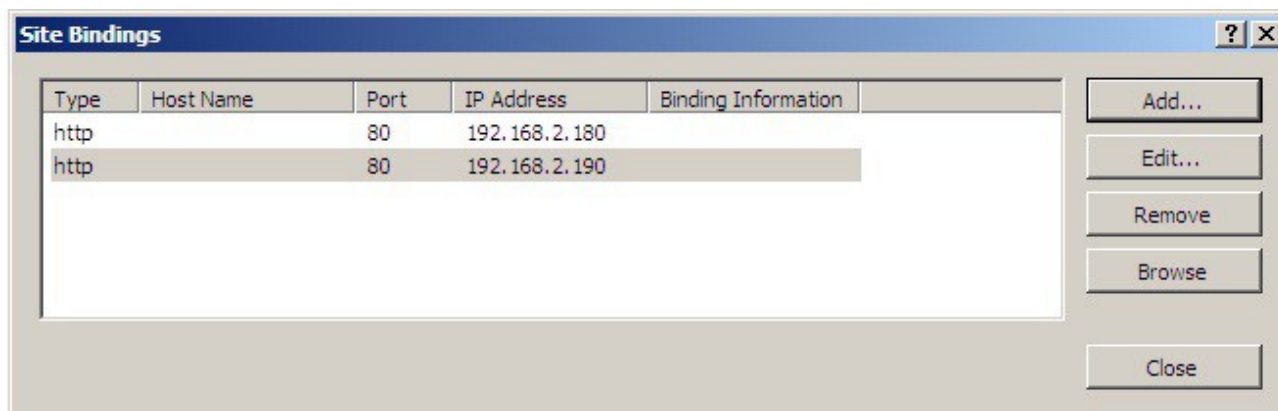 Site Bindings ? X
Type Host Name Port IP Address Binding Information
http 80 192.168.2.180
http 80 192.168.2.190
Add...
Edit...
Remove
Browse
Close